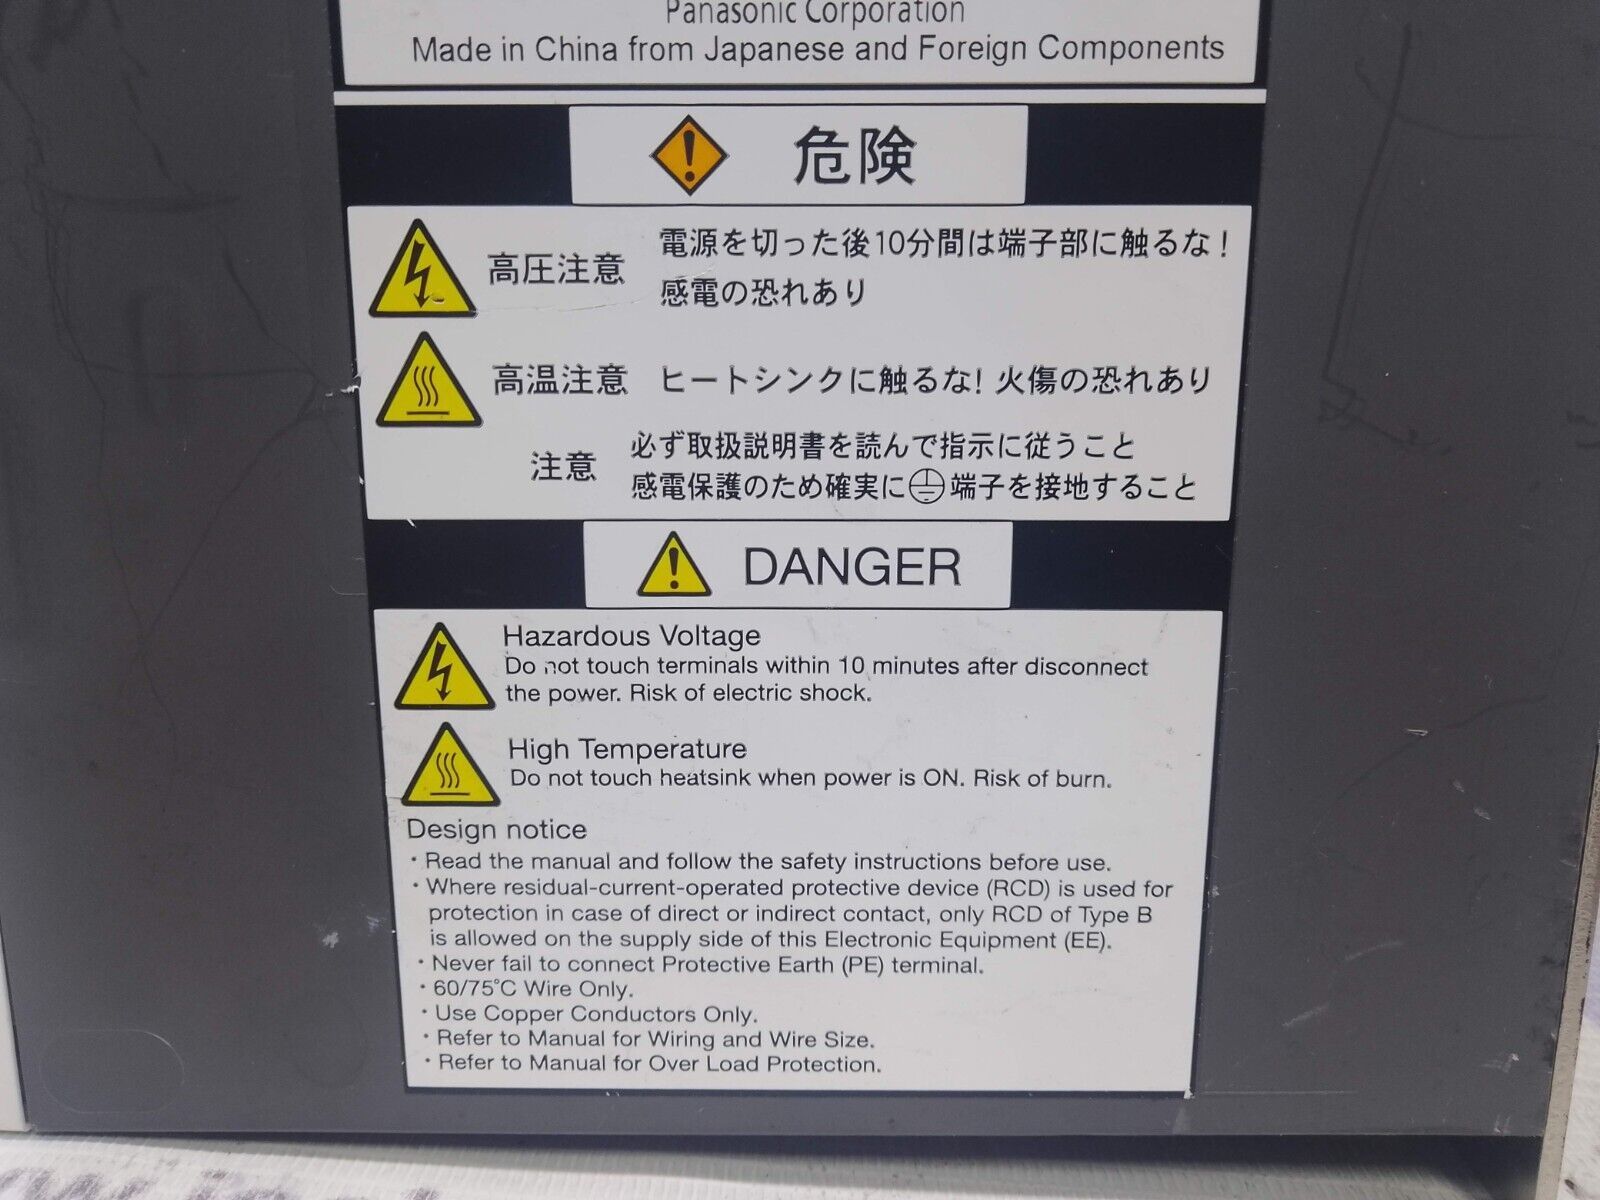 Panasonic Corporation
Made in China from Japanese and Foreign Components
危険
高圧注意
電源を切った後10分間は端子部に触るな!
感電の恐れあり
高温注意
ヒートシンクに触るな! 火傷の恐れあり
注意
必ず取扱説明書を読んで指示に従うこと
感電保護のため確実に端子を接地すること
DANGER
Hazardous Voltage
Do not touch terminals within 10 minutes after disconnect
the power. Risk of electric shock.
High Temperature
Do not touch heatsink when power is ON. Risk of burn.
Design notice
・Read the manual and follow the safety instructions before use.
・Where residual-current-operated protective device (RCD) is used for
protection in case of direct or indirect contact, only RCD of Type B
is allowed on the supply side of this Electronic Equipment (EE).
・Never fail to connect Protective Earth (PE) terminal.
・60/75°C Wire Only.
・Use Copper Conductors Only.
・Refer to Manual for Wiring and Wire Size.
・Refer to Manual for Over Load Protection.